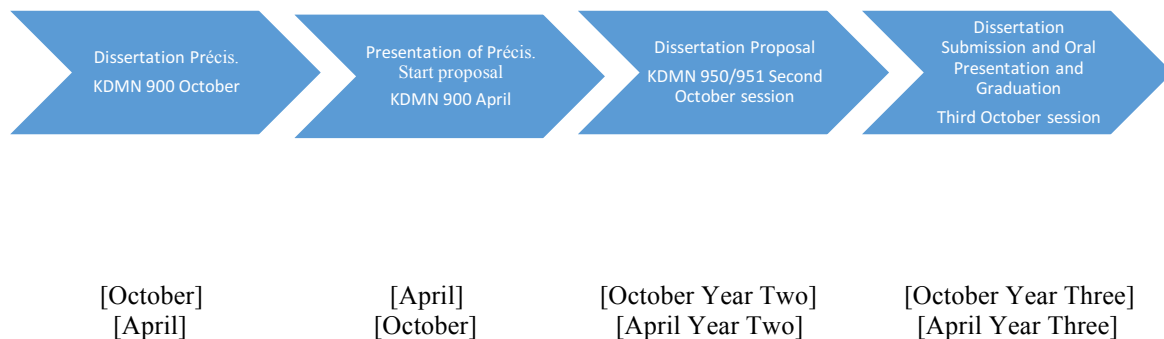 Dissertation Précis.
KDMN 900 October
Presentation of Précis.
Start proposal
KDMN 900 April
Dissertation Proposal
KDMN 950/951 Second
October session
Dissertation
Submission and Oral
Presentation and
Graduation
Third October session
[October]
[April]
[April]
[October]
[October Year Two]
[April Year Two]
[October Year Three]
[April Year Three]